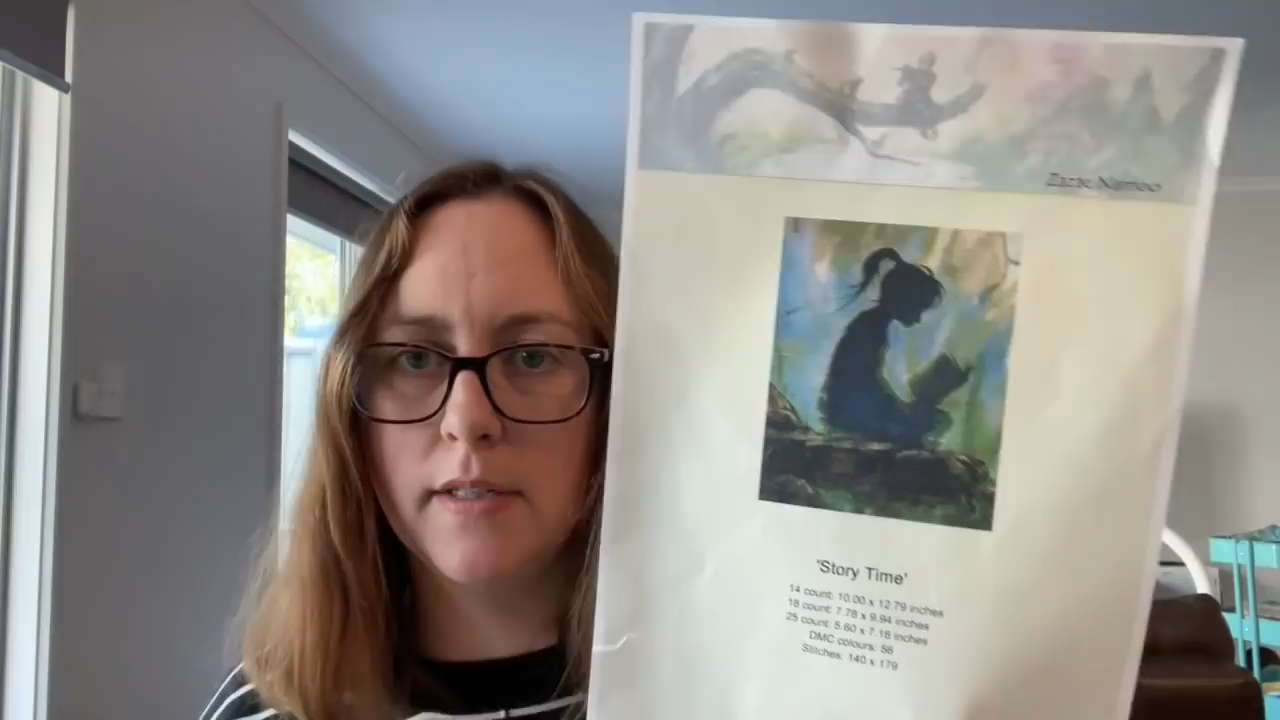 'Story Time'
14 count: 10.00 x 12.79 inches
18 count: 7.78 x 9.94 inches
25 count: 5.60 x 7.16 inches
DMC colours: 56
Stitches: 140 x 179